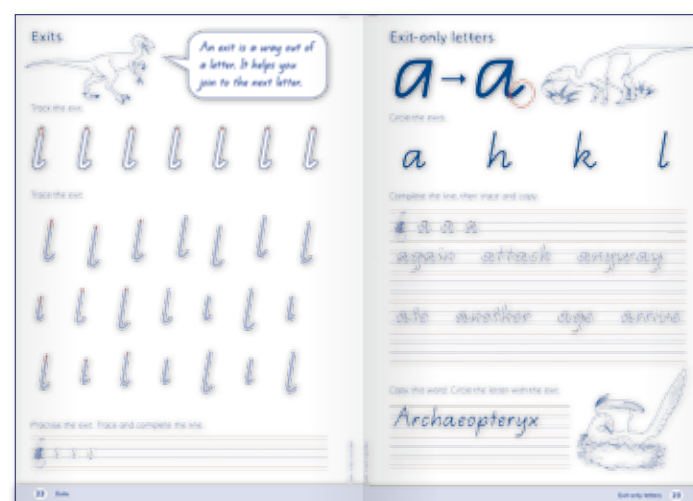 Exits
An exit is a way out of
a letter. It helps you
join to the next letter.
Track the exit.
l l l l l l l
Trace the exit.
Practise the exit. Trace and complete the line.
22 Exits
Exit-only letters
a → a
Circle the exits.
a h k l
Complete the line, then trace and copy.
a a a a
again attack anyway
ate another age arrive
Copy the word. Circle the letters with the exit.
Archaeopteryx
Exit-only letters 23